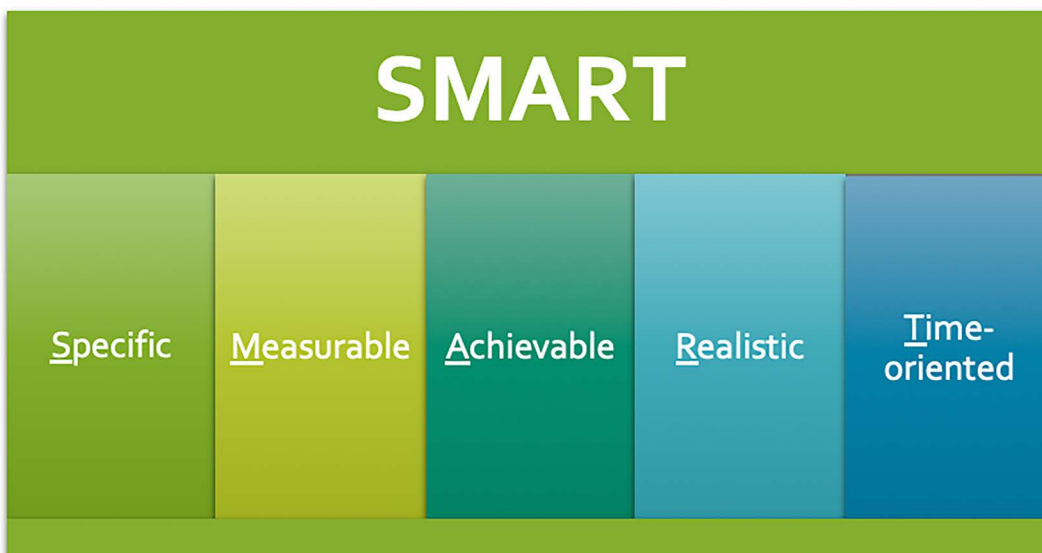 SMART
Specific
Measurable
Achievable
Realistic
Time-
oriented